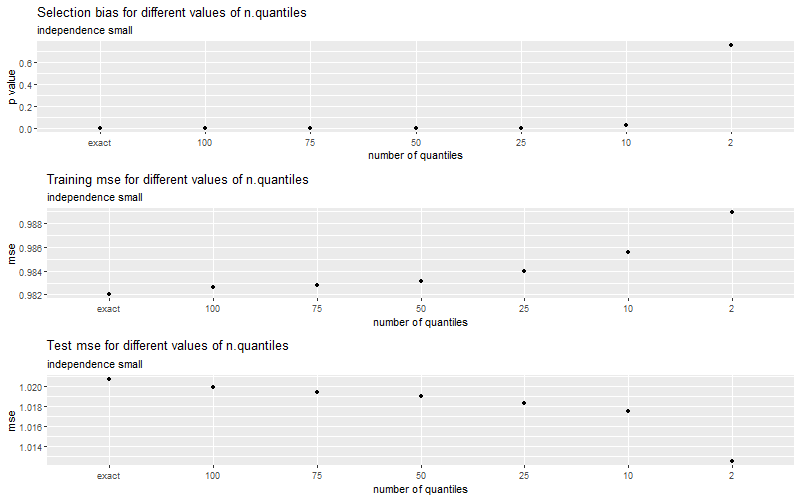 Selection bias for different values of n.quantiles
independence small
p value
0.6
0.4
0.2
0.0
exact 100 75 50 25 10 2
number of quantiles
Training mse for different values of n.quantiles
independence small
mse
0.988
0.986
0.984
0.982
exact 100 75 50 25 10 2
number of quantiles
Test mse for different values of n.quantiles
independence small
mse
1.020
1.018
1.016
1.014
exact 100 75 50 25 10 2
number of quantiles